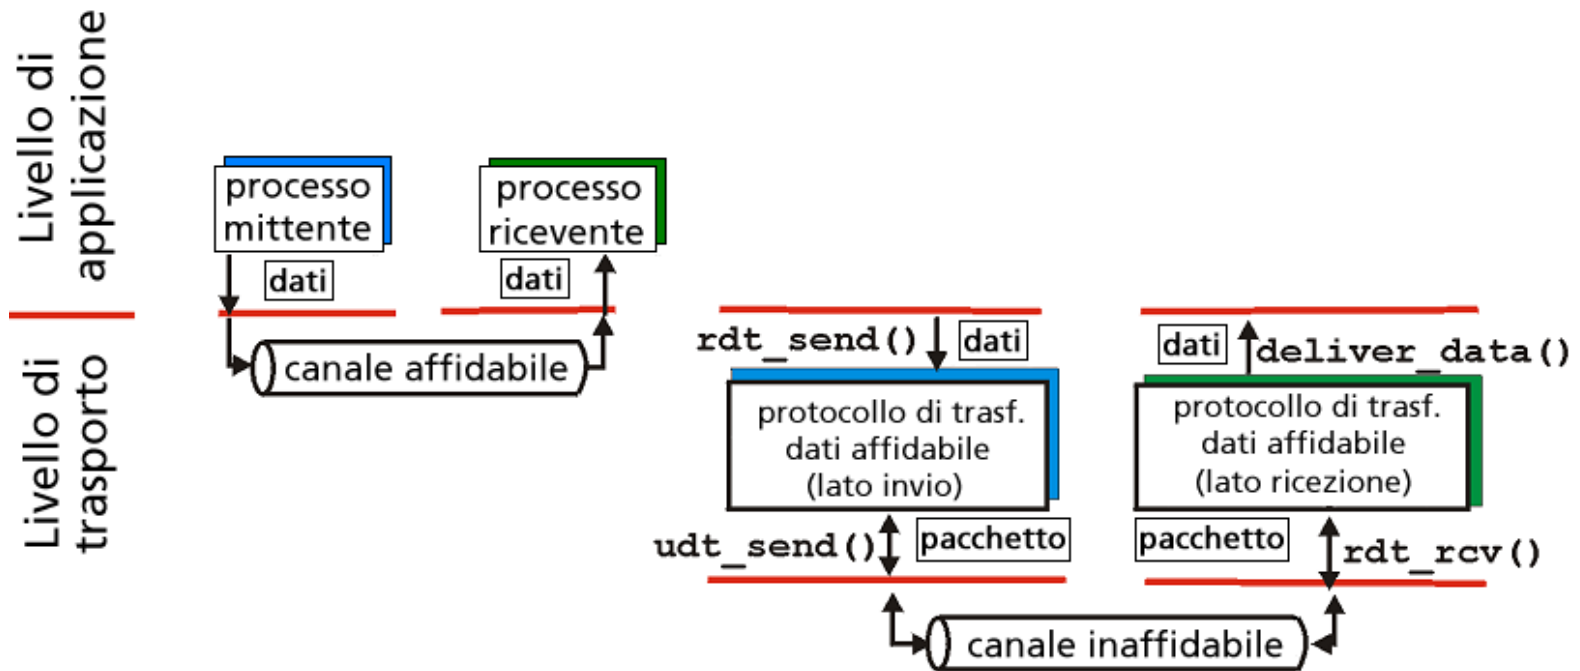 Livello di
applicazione
processo
mittente
processo
ricevente
dati
dati
Livello di
trasporto
canale affidabile
rdt_send()
dati
dati
deliver_data()
protocollo di trasf.
dati affidabile
(lato invio)
protocollo di trasf.
dati affidabile
(lato ricezione)
udt_send()
pacchetto
pacchetto
rdt_rcv()
canale inaffidabile